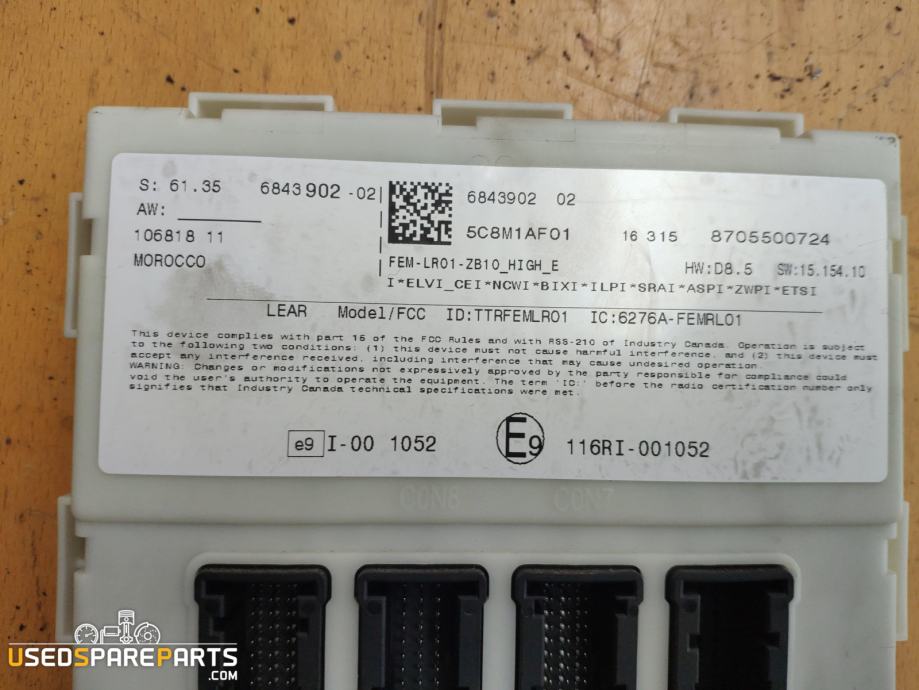 S: 61.35 6843902-02
AW:
106818 11
MOROCCO
6843902 02
5C8M1AF01 16 315 8705500724
FEM-LR01-ZB10_HIGH_E HW:D8.5 SW:15.154.10
I*ELVI_CEI*NCWI*BIXI*ILPI*SRAI*ASPI*ZWPI*ETSI
LEAR Model/FCC ID:TTRFEMLR01 IC:6276A-FEMRL01
This device complies with part 15 of the FCC Rules and with RSS-210 of Industry Canada. Operation is subject
to the following two conditions: (1) this device must not cause harmful interference, and (2) this device must
accept any interference received, including interference that may cause undesired operation.
WARNING: Changes or modifications not expressively approved by the party responsible for compliance could
void the user's authority to operate the equipment. The term 'IC:' before the radio certification number only
signifies that Industry Canada technical specifications were met.
e9 I-00 1052 E9 116RI-001052
CON6 CON7
USEDSPAREPARTS
.COM